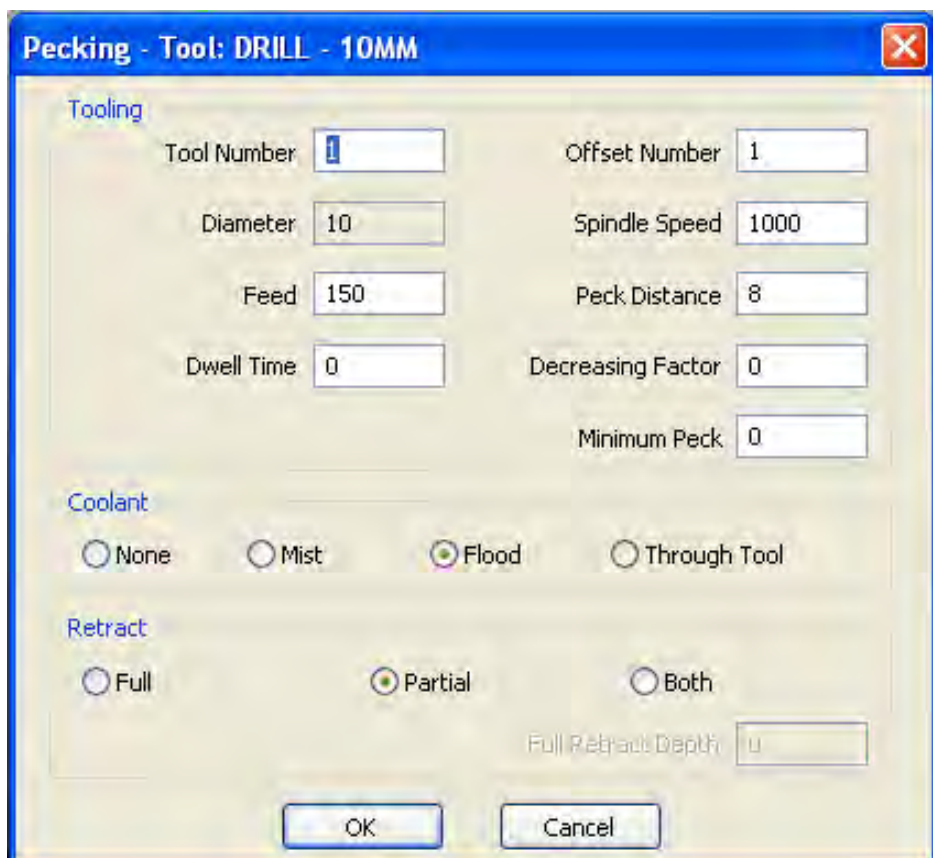 Pecking - Tool: DRILL - 10MM
Tooling
Tool Number 1 Offset Number 1
Diameter 10 Spindle Speed 1000
Feed 150 Peck Distance 8
Dwell Time 0 Decreasing Factor 0
Minimum Peck 0
Coolant
None Mist Flood Through Tool
Retract
Full Partial Both
Full Retract Depth
OK Cancel